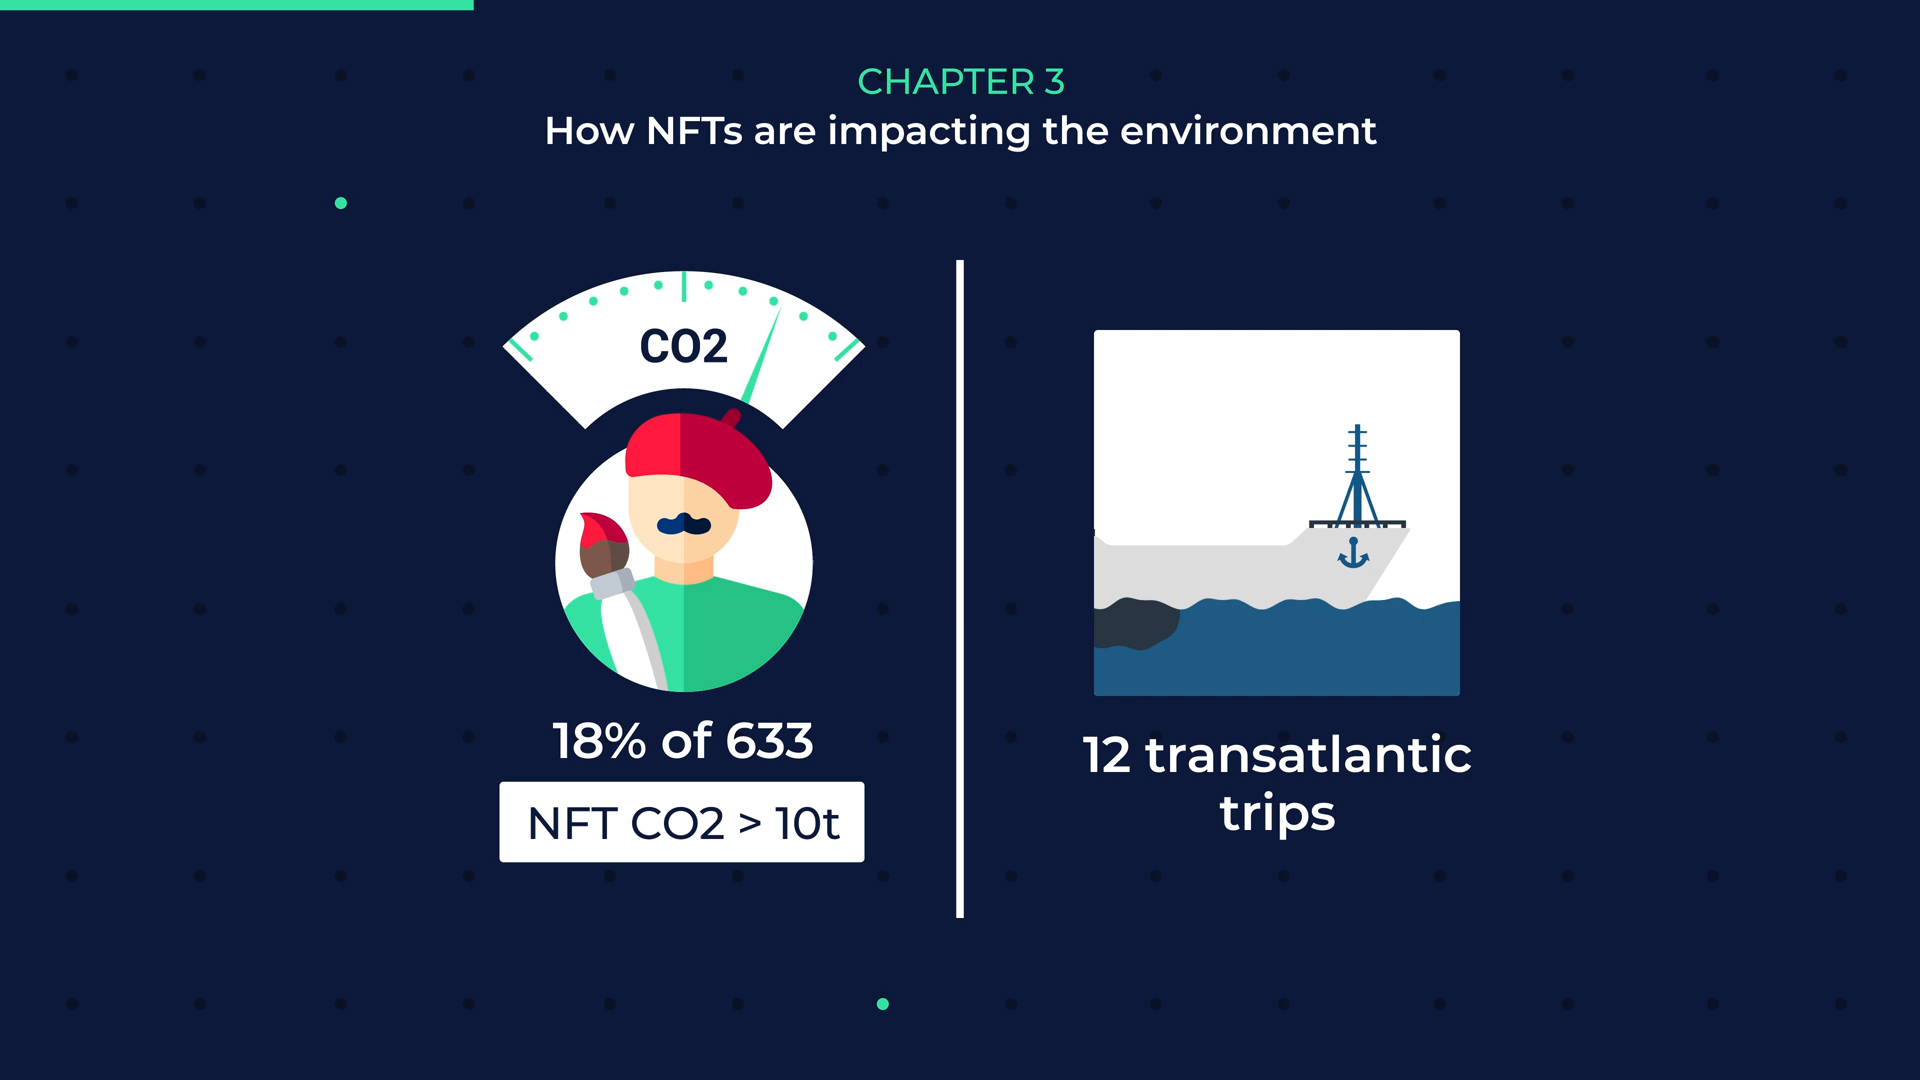 CHAPTER 3
How NFTs are impacting the environment
CO2
18% of 633
NFT CO2 > 10t
12 transatlantic
trips